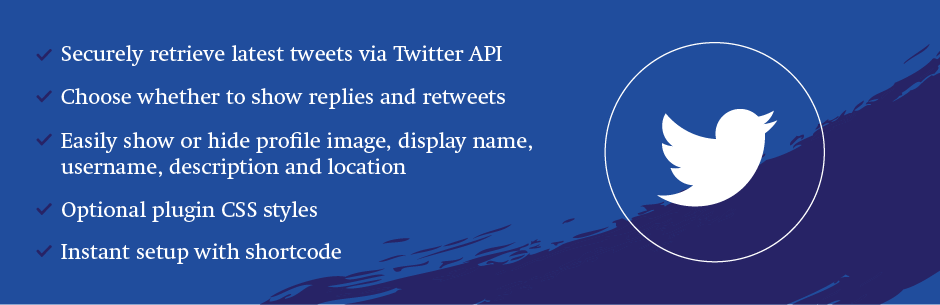 Securely retrieve latest tweets via Twitter API
Choose whether to show replies and retweets
Easily show or hide profile image, display name,
username, description and location
Optional plugin CSS styles
Instant setup with shortcode